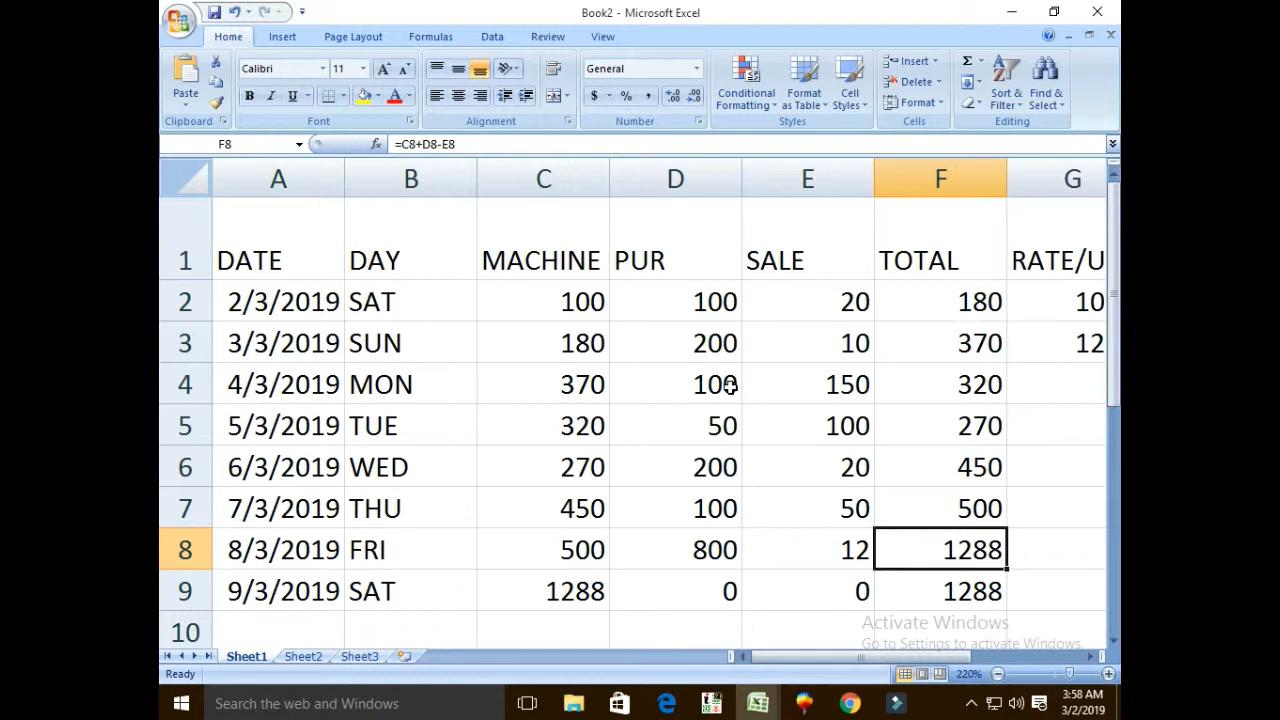 Book2 - Microsoft Excel
Home Insert Page Layout Formulas Data Review View
Paste
Calibri 11 A A
B I U A
General
$ % ,
Conditional Formatting
Format as Table
Cell Styles
Insert
Delete
Format
Σ
Sort & Filter
Find & Select
Clipboard Font Alignment Number Styles Cells Editing
F8 fx =C8+D8-E8
A B C D E F G
1 DATE DAY MACHINE PUR SALE TOTAL RATE/U
2 2/3/2019 SAT 100 100 20 180 10
3 3/3/2019 SUN 180 200 10 370 12
4 4/3/2019 MON 370 100 150 320
5 5/3/2019 TUE 320 50 100 270
6 6/3/2019 WED 270 200 20 450
7 7/3/2019 THU 450 100 50 500
8 8/3/2019 FRI 500 800 12 1288
9 9/3/2019 SAT 1288 0 0 1288
10
Activate Windows
Go to Settings to activate Windows.
Sheet1 Sheet2 Sheet3
Ready 220%
Search the web and Windows
3:58 AM
3/2/2019